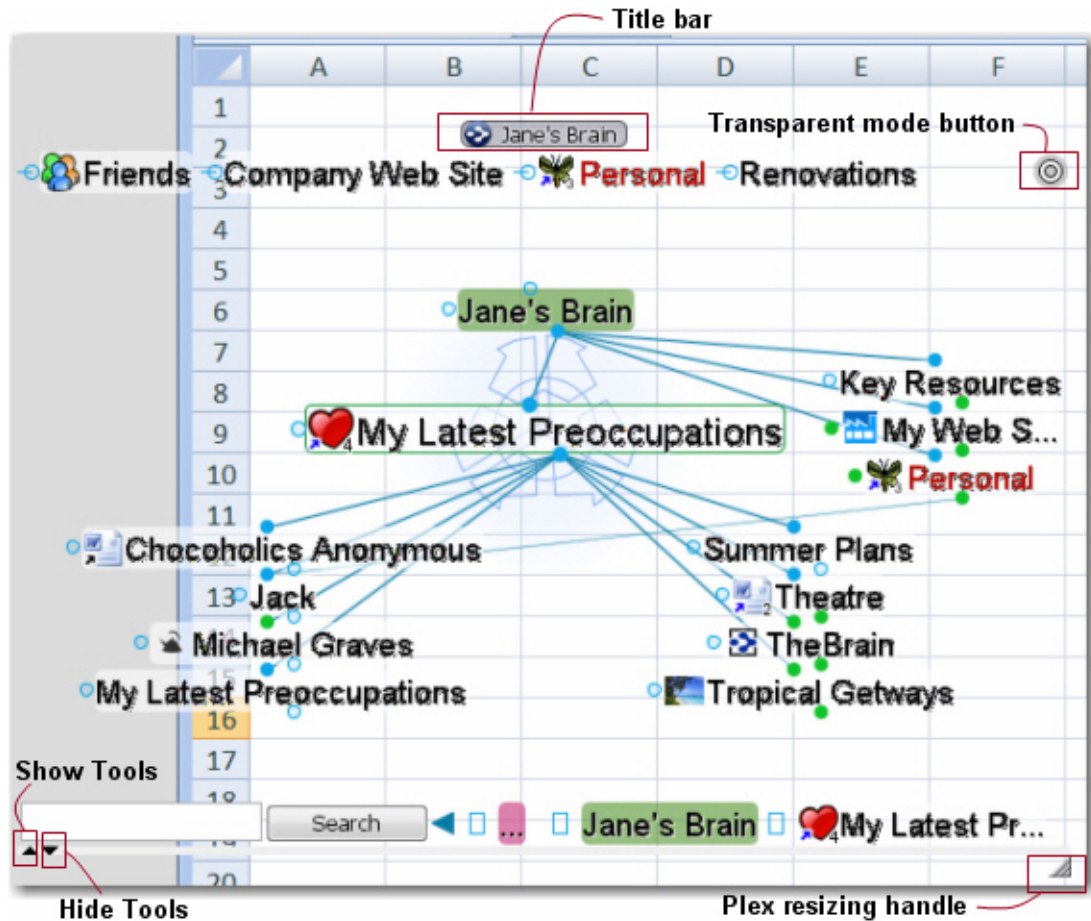 Title bar
A B C D E F
1
Jane's Brain
Transparent mode button
2
Friends Company Web Site Personal Renovations
3
4
5
6 Jane's Brain
7
8 Key Resources
9 My Latest Preoccupations My Web S...
10 Personal
11
Chocoholics Anonymous Summer Plans
13 Jack Theatre
Michael Graves TheBrain
15
My Latest Preoccupations Tropical Getways
16
17
Show Tools
18
Search ... Jane's Brain My Latest Pr...
20
Hide Tools
Plex resizing handle